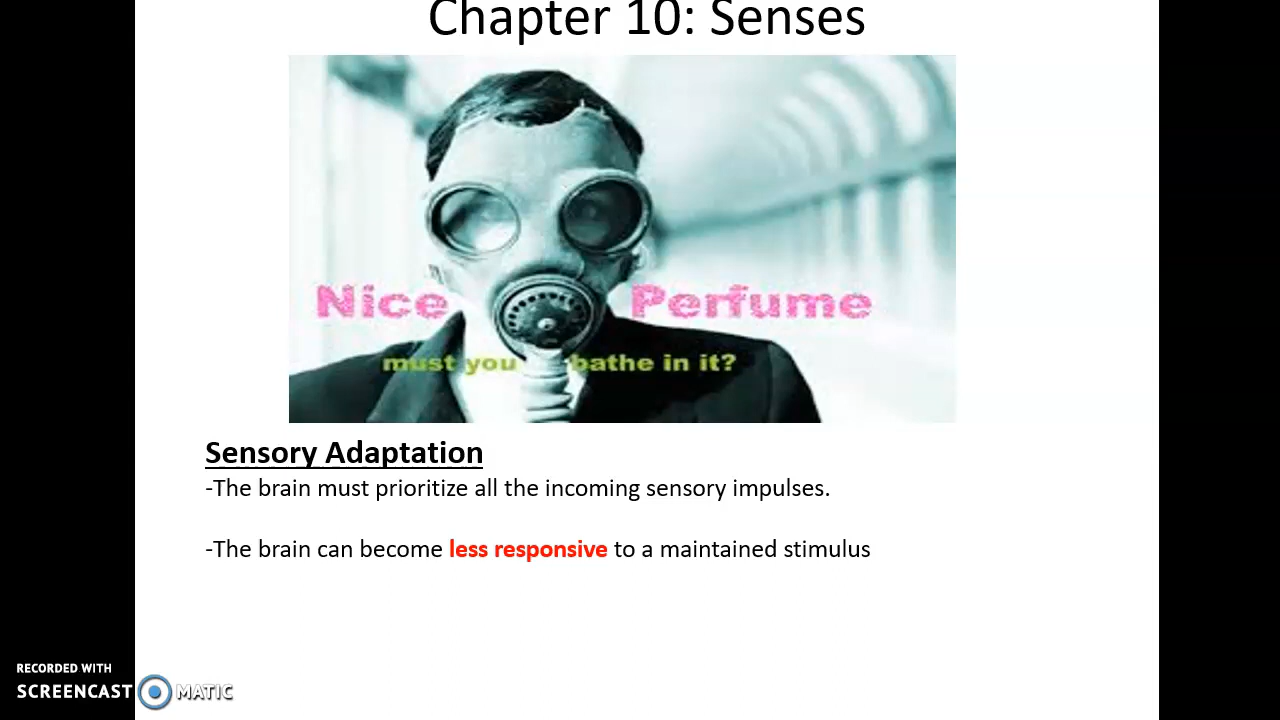 Chapter 10: Senses
Nice Perfume
must you bathe in it?
Sensory Adaptation
-The brain must prioritize all the incoming sensory impulses.
-The brain can become less responsive to a maintained stimulus
RECORDED WITH
SCREENCAST MATIC